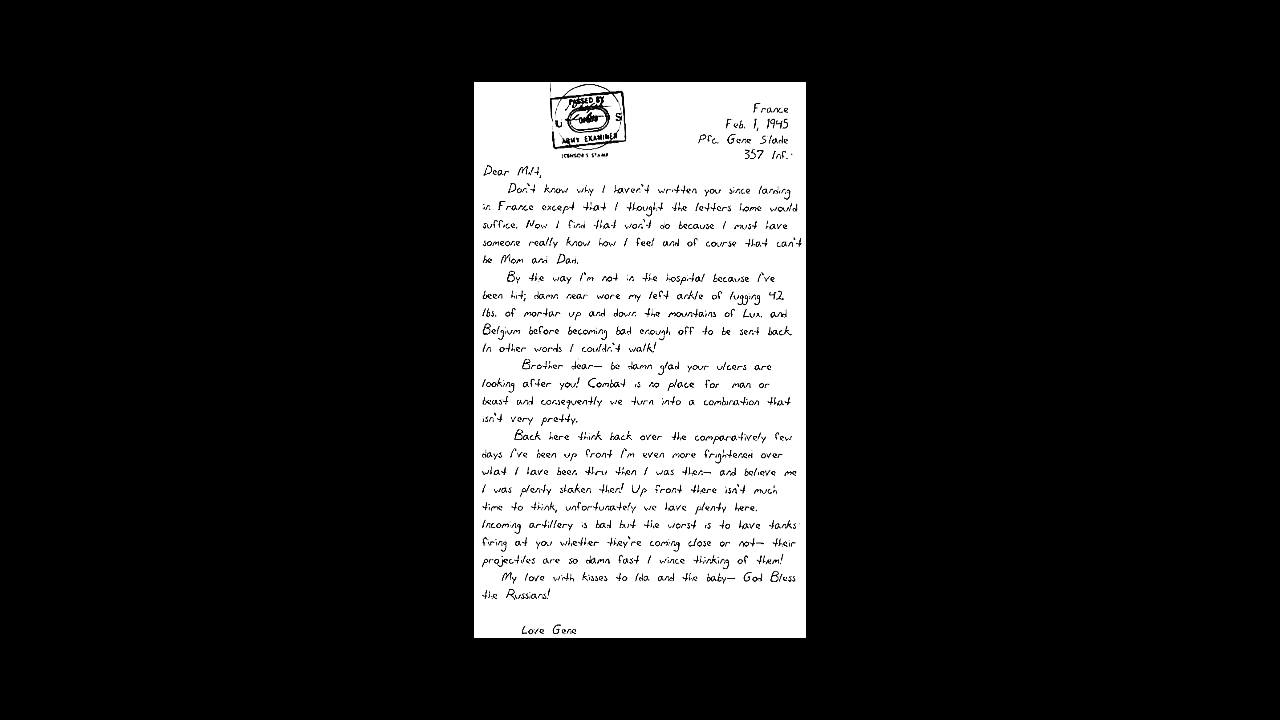 PASSED BY
U S
ARMY EXAMINER
(CENSOR'S STAMP)
France
Feb. 1, 1945
Pfc. Gene Slade
357 Inf.
Dear Milt,
Don't know why I haven't written you since landing
in France except that I thought the letters home would
suffice. Now I find that won't do because I must have
someone really know how I feel and of course that can't
be Mom and Dad.
By the way I'm not in the hospital because I've
been hit; damn near wore my left ankle of lugging 42
lbs. of mortar up and down the mountains of Lux. and
Belgium before becoming bad enough off to be sent back.
In other words I couldn't walk!
Brother dear— be damn glad your ulcers are
looking after you! Combat is no place for man or
beast and consequently we turn into a combination that
isn't very pretty.
Back here think back over the comparatively few
days I've been up front I'm even more frightened over
what I have been thru then I was then— and believe me
I was plenty shaken then! Up front there isn't much
time to think, unfortunately we have plenty here.
Incoming artillery is bad but the worst is to have tanks
firing at you whether they're coming close or not— their
projectiles are so damn fast I wince thinking of them!
My love with kisses to Ida and the baby— God Bless
the Russians!
Love Gene